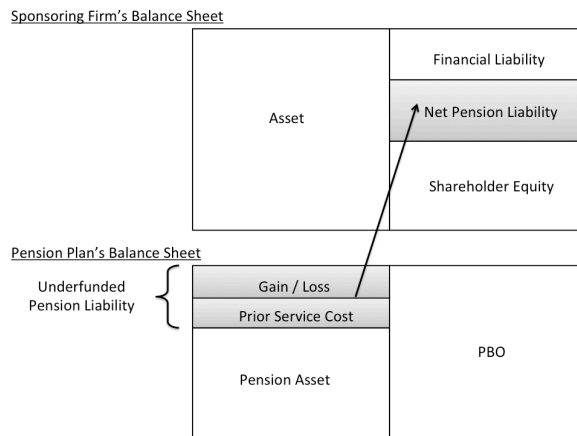 Sponsoring Firm's Balance Sheet
Financial Liability
Asset
Net Pension Liability
Shareholder Equity
Pension Plan's Balance Sheet
Underfunded
Pension Liability
Gain / Loss
Prior Service Cost
Pension Asset
PBO